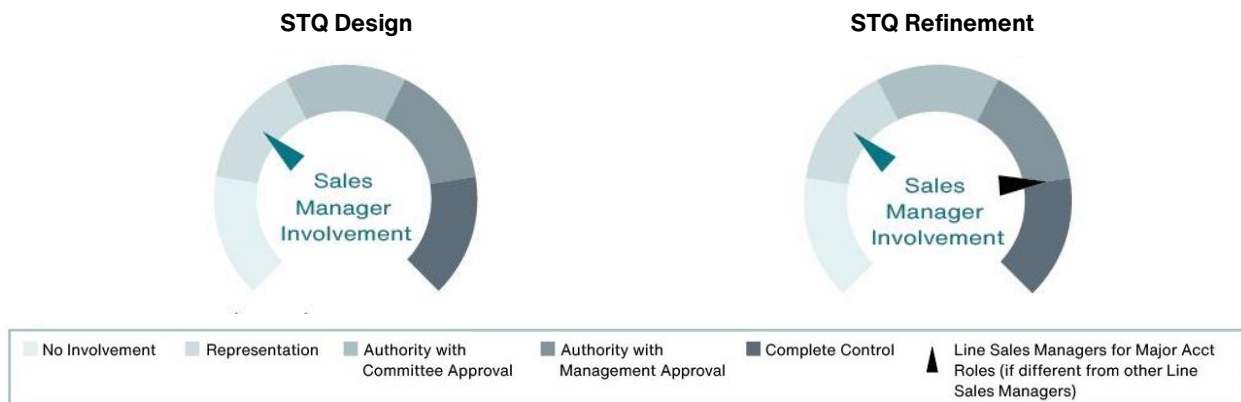 STQ Design
STQ Refinement
Sales
Manager
Involvement
Sales
Manager
Involvement
No Involvement
Representation
Authority with
Committee Approval
Authority with
Management Approval
Complete Control
Line Sales Managers for Major Acct
Roles (if different from other Line
Sales Managers)